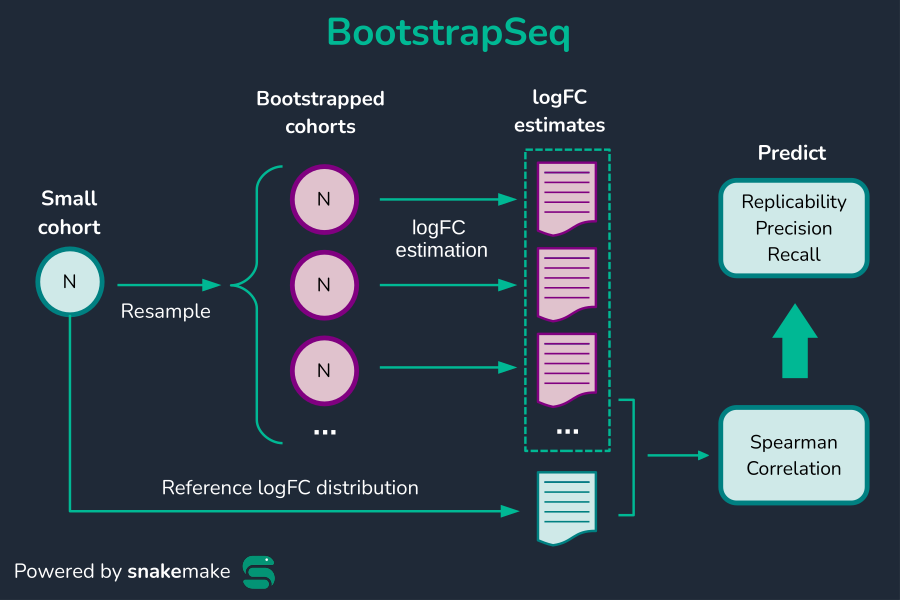 BootstrapSeq
Bootstrapped
cohorts
logFC
estimates
Predict
Small
cohort
N
N
N
N
...
...
Resample
logFC
estimation
Replicability
Precision
Recall
Spearman
Correlation
Reference logFC distribution
Powered by snakemake